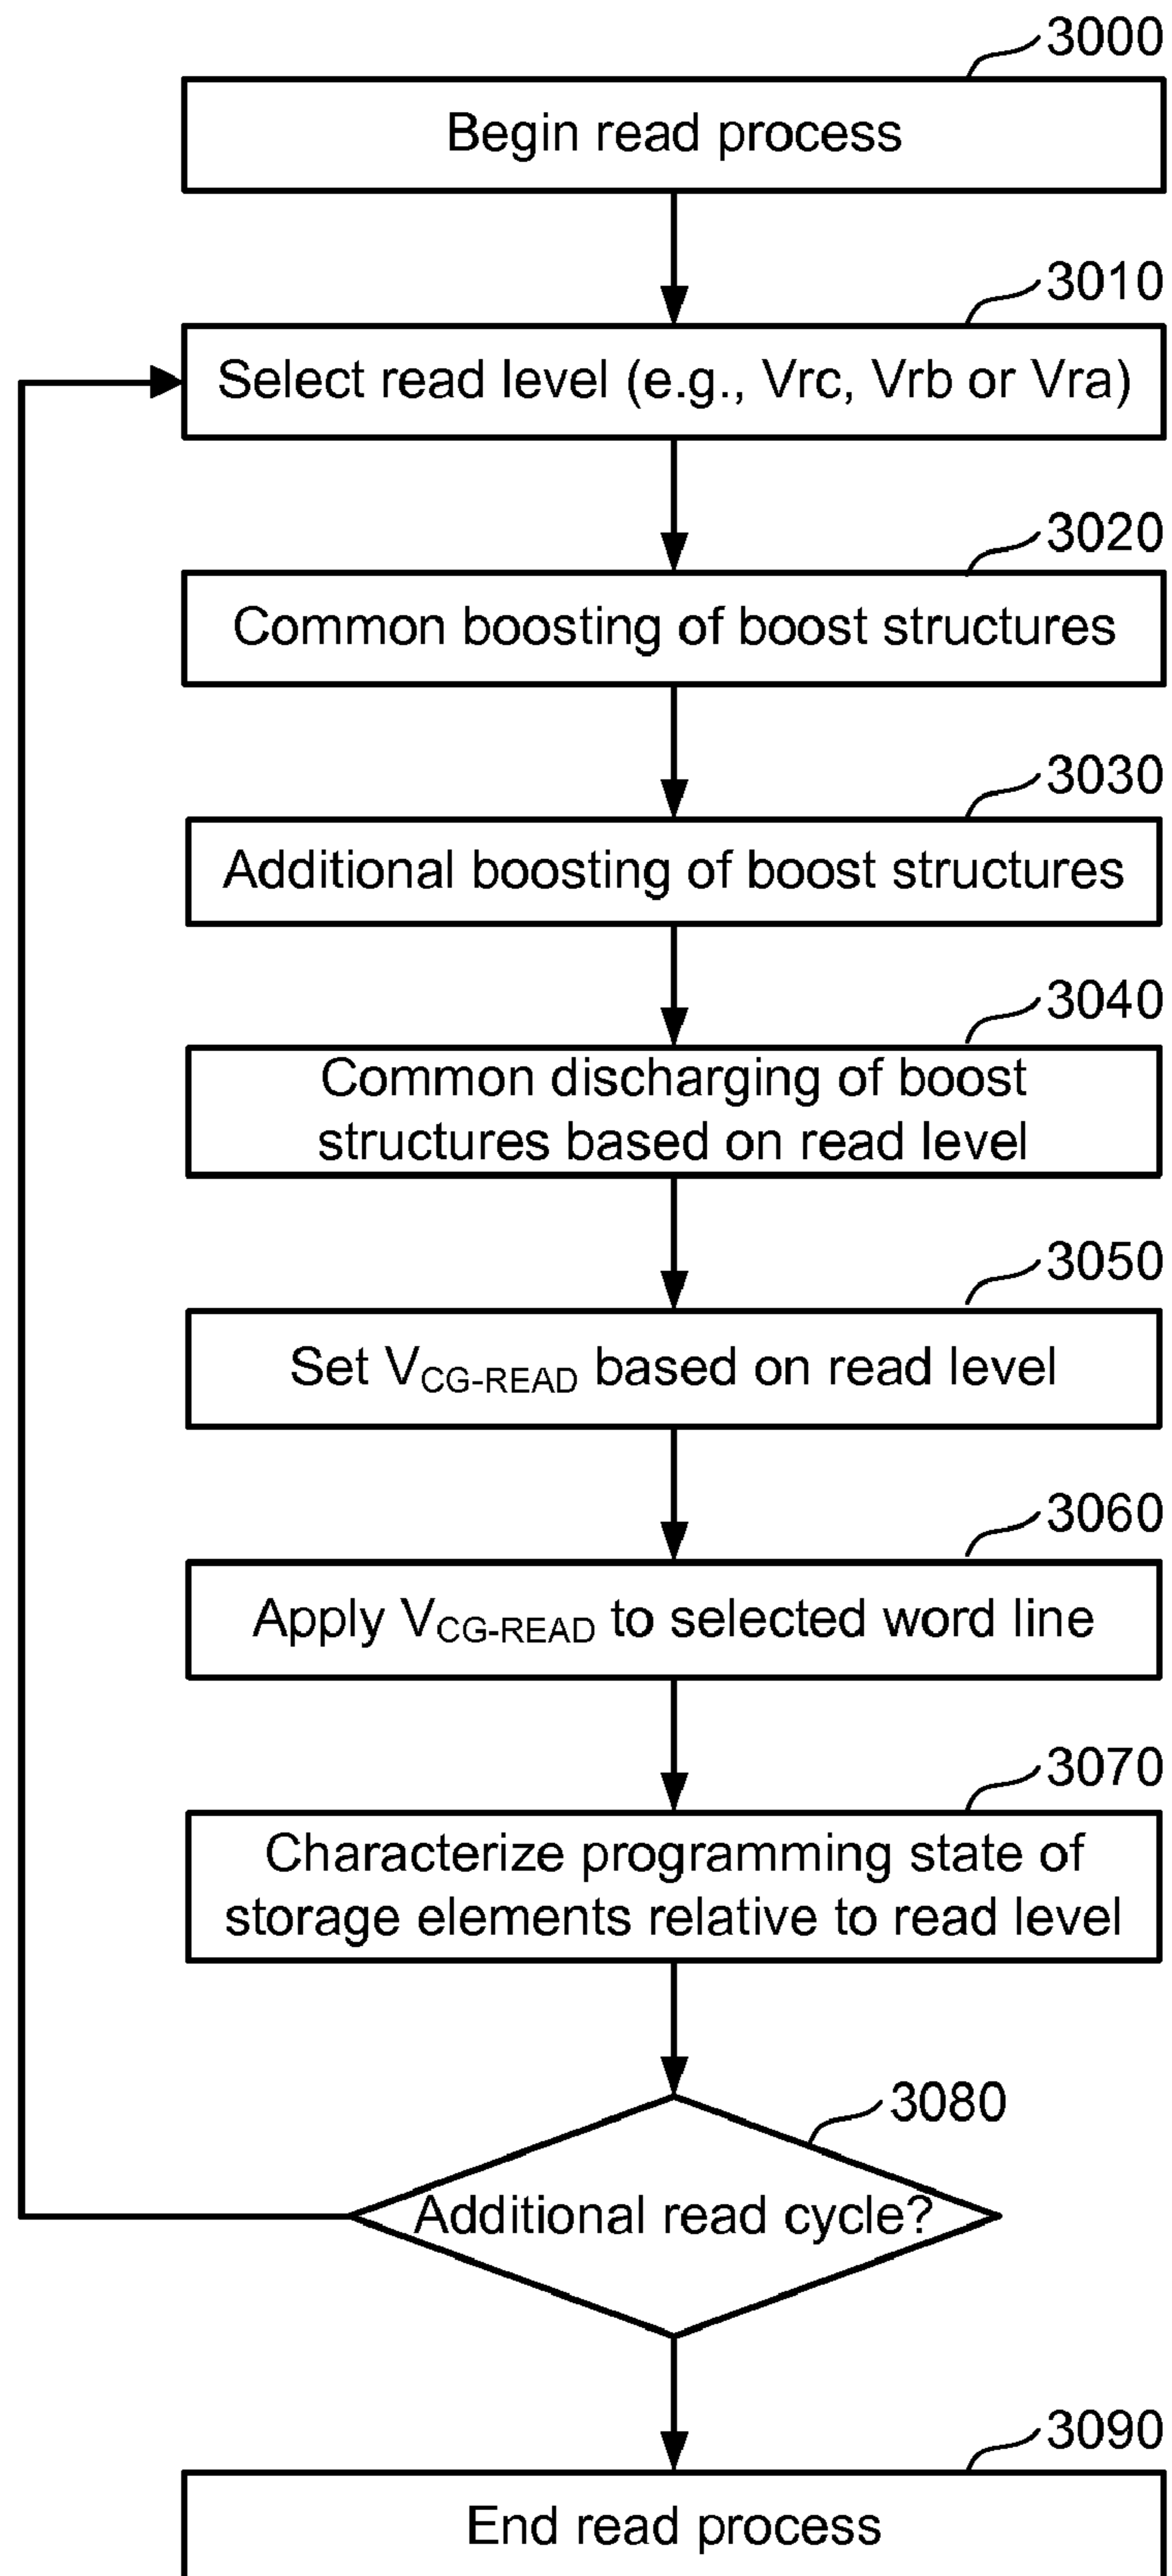 3000
Begin read process
3010
Select read level (e.g., Vrc, Vrb or Vra)
3020
Common boosting of boost structures
3030
Additional boosting of boost structures
3040
Common discharging of boost
structures based on read level
3050
Set VCG-READ based on read level
3060
Apply VCG-READ to selected word line
3070
Characterize programming state of
storage elements relative to read level
3080
Additional read cycle?
3090
End read process